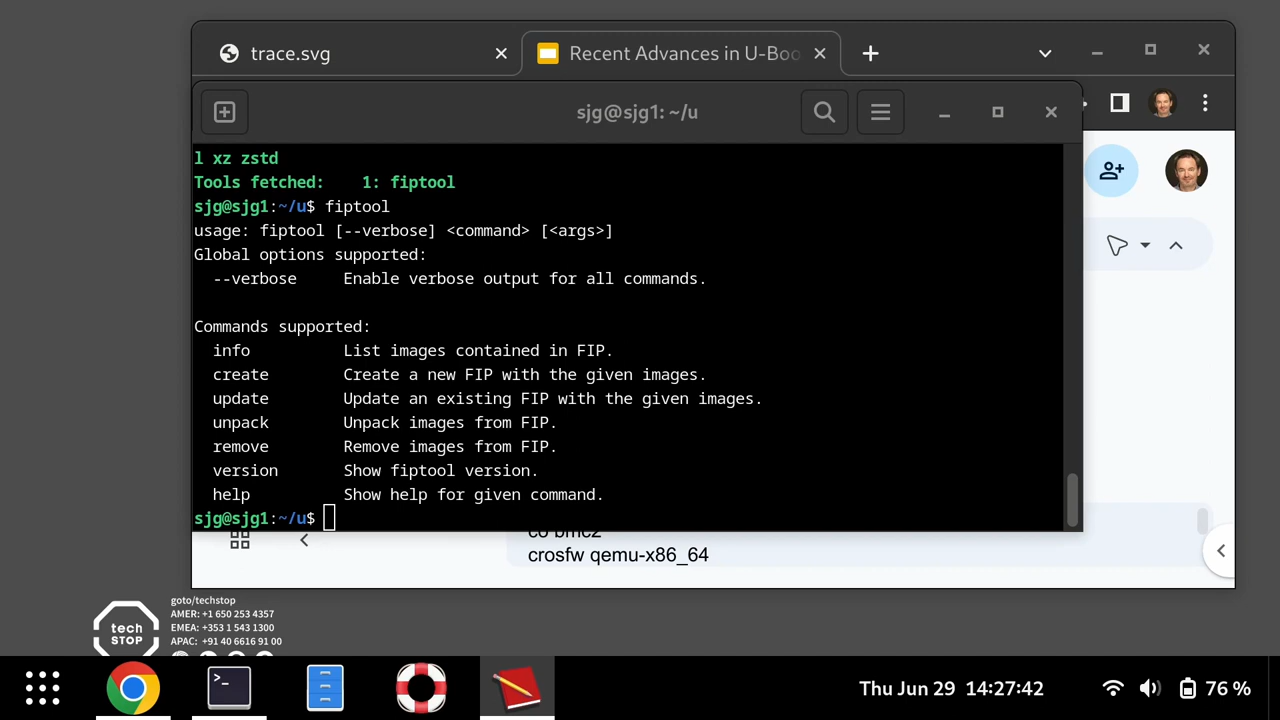 trace.svg
Recent Advances in U-Boo
sjg@sjg1: ~/u
l xz zstd
Tools fetched:    1: fiptool
sjg@sjg1:~/u$ fiptool
usage: fiptool [--verbose] <command> [<args>]
Global options supported:
  --verbose     Enable verbose output for all commands.
Commands supported:
  info          List images contained in FIP.
  create        Create a new FIP with the given images.
  update        Update an existing FIP with the given images.
  unpack        Unpack images from FIP.
  remove        Remove images from FIP.
  version       Show fiptool version.
  help          Show help for given command.
sjg@sjg1:~/u$
co bmc2
crosfw qemu-x86_64
goto/techstop
AMER: +1 650 253 4357
EMEA: +353 1 543 1300
APAC: +91 40 6616 91 00
tech
STOP
Thu Jun 29  14:27:42
76 %